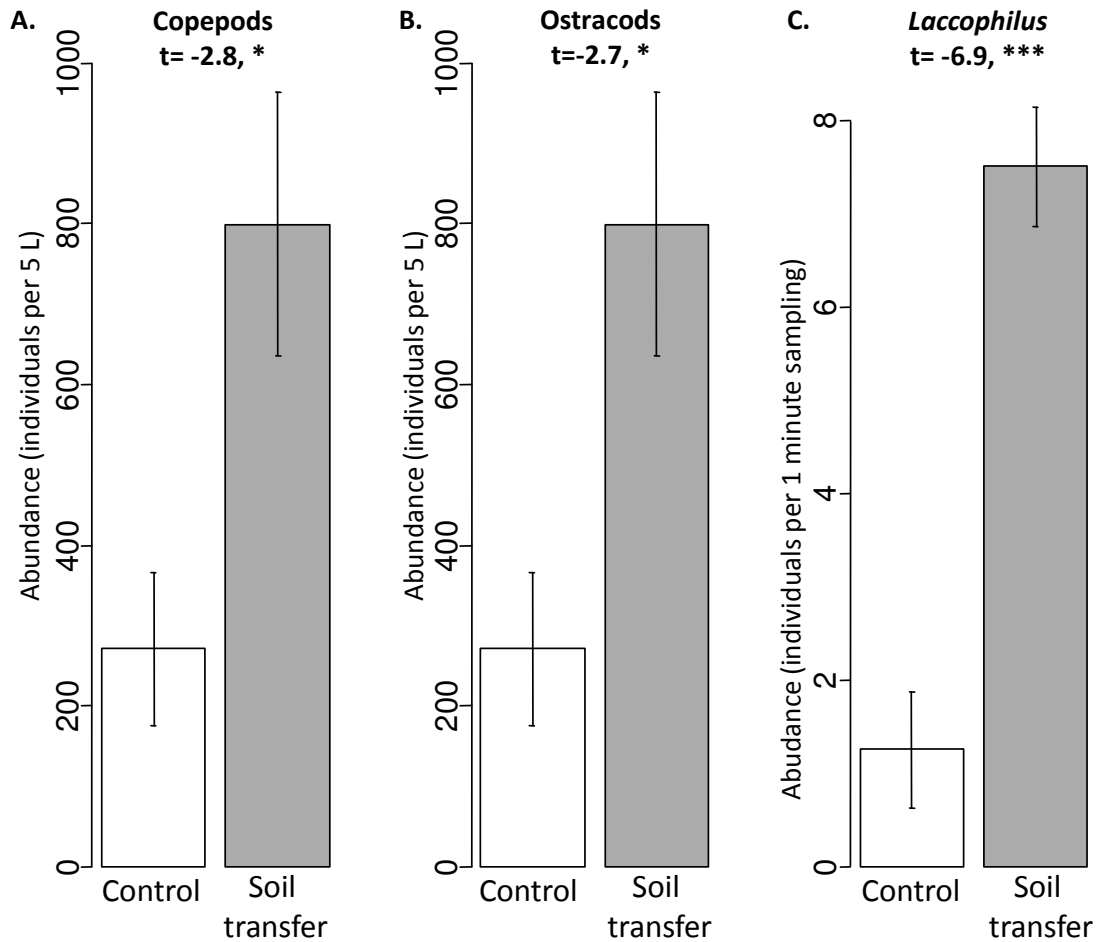 A.
Copepods
t= -2.8, *
Abundance (individuals per 5 L)
1000
800
600
400
200
0
Control
Soil
transfer
B.
Ostracods
t=-2.7, *
Abundance (individuals per 5 L)
1000
800
600
400
200
0
Control
Soil
transfer
C.
Laccophilus
t= -6.9, ***
Abudance (individuals per 1 minute sampling)
8
6
4
2
0
Control
Soil
transfer